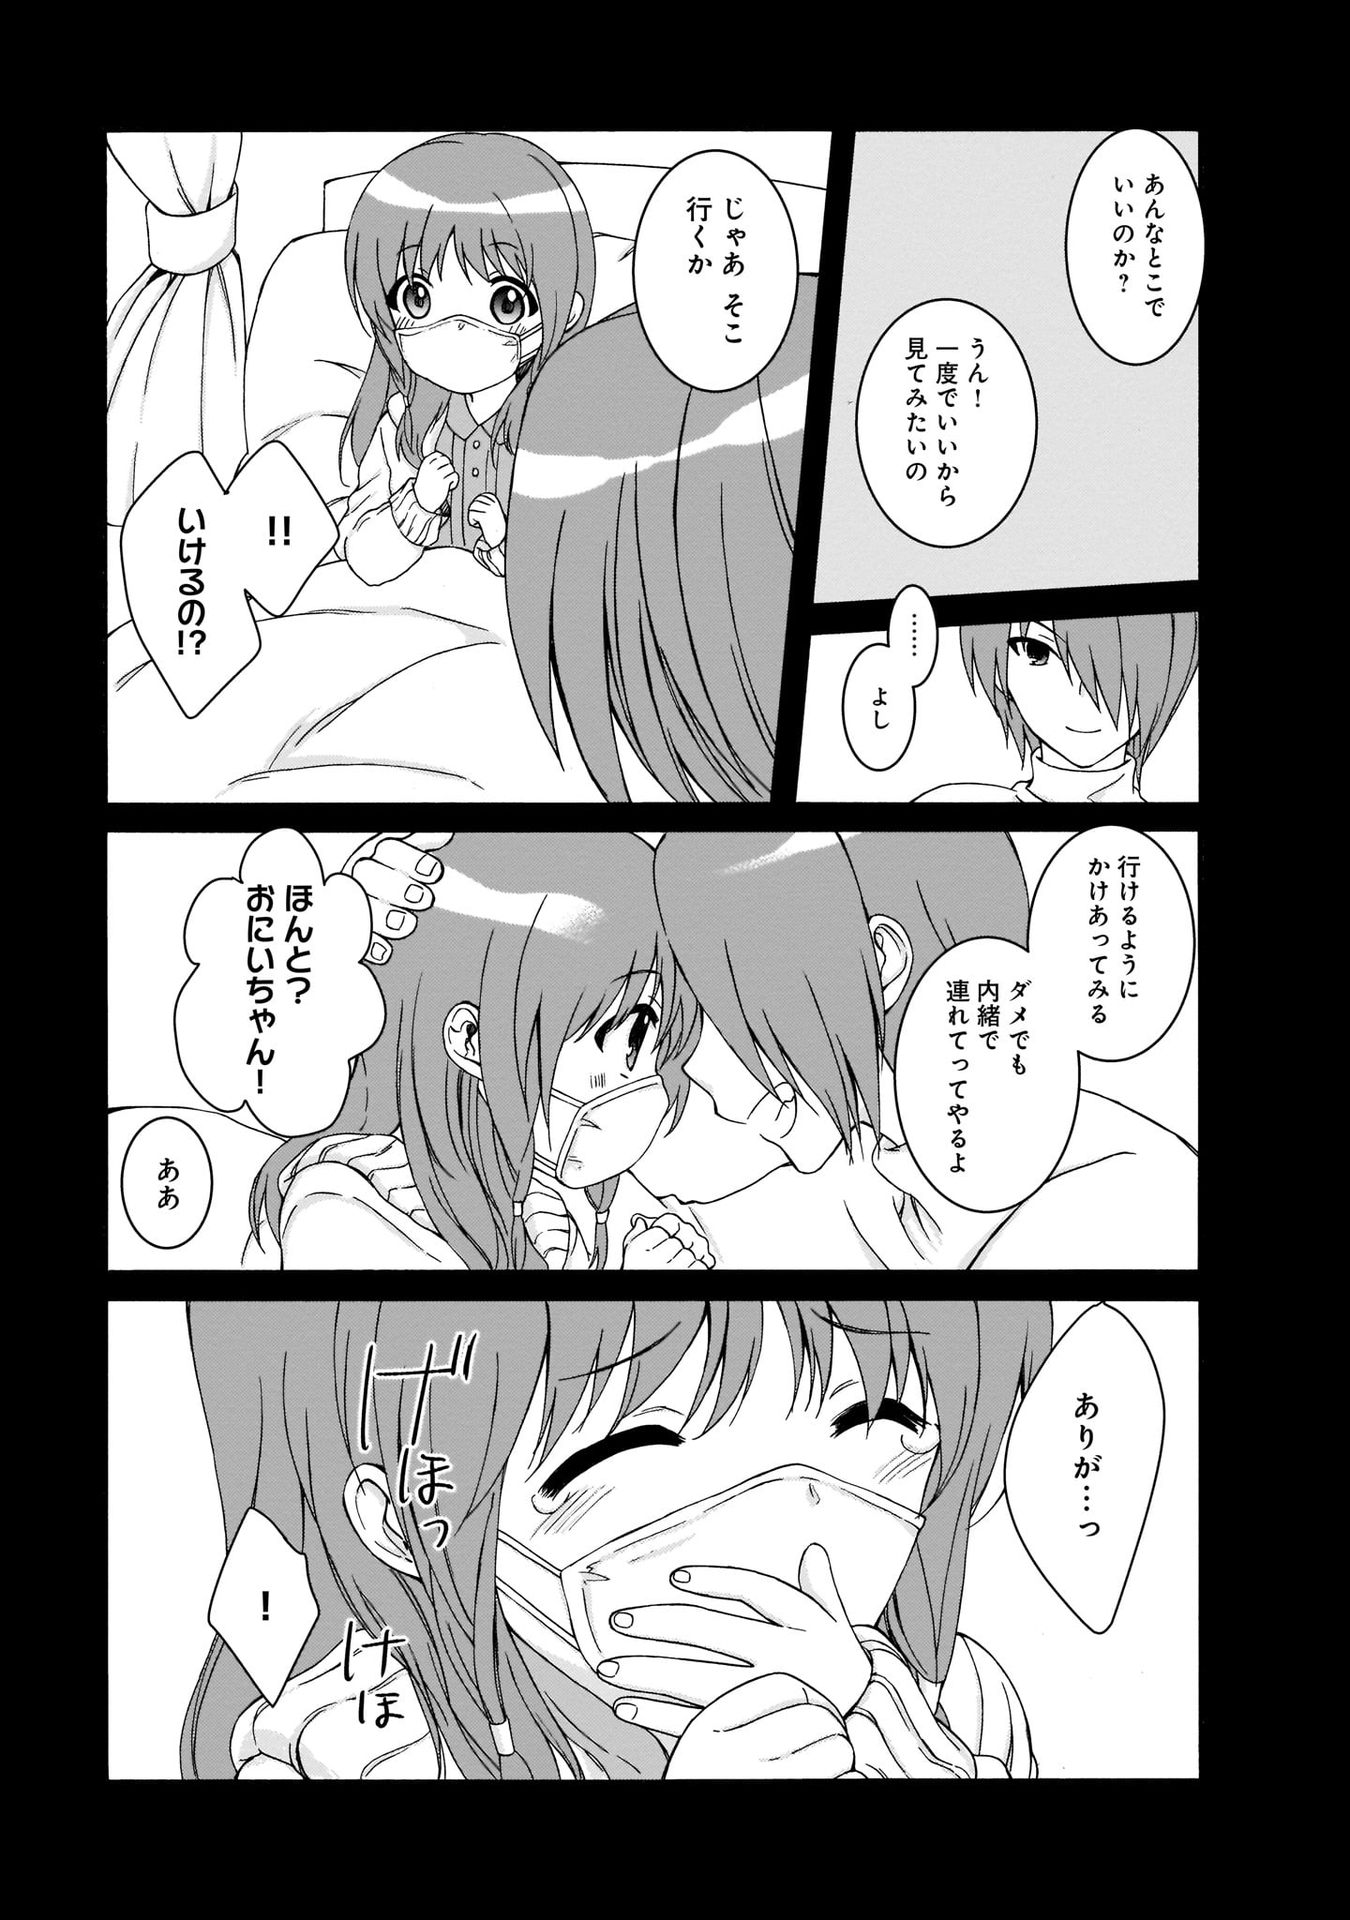 あんなとこで
いいのか？
うん！
一度でいいから
見てみたいの
……
よし
じゃあ そこ
行くか
!!
いけるの!?
行けるように
かけあってみる
ダメでも
内緒で
連れてってやるよ
ほんと？
おにいちゃん！
ああ
ありが…っ
げほっ
けほ
！